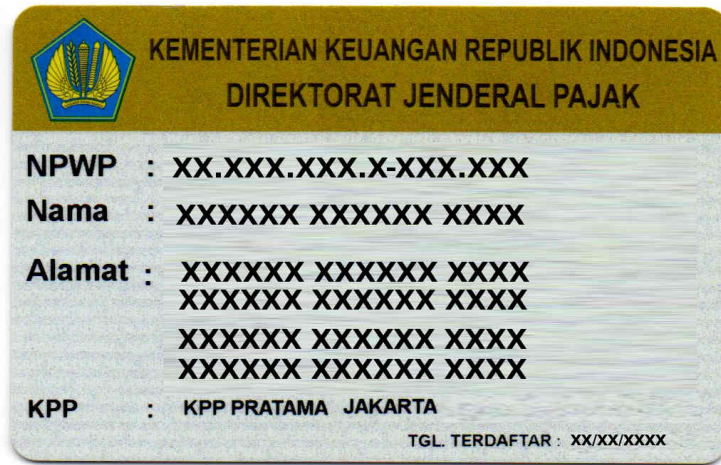 KEMENTERIAN KEUANGAN REPUBLIK INDONESIA
DIREKTORAT JENDERAL PAJAK
NPWP : XX.XXX.XXX.X-XXX.XXX
Nama : XXXXXX XXXXXX XXXX
Alamat : XXXXXX XXXXXX XXXX
XXXXXX XXXXXX XXXX
XXXXXX XXXXXX XXXX
XXXXXX XXXXXX XXXX
KPP : KPP PRATAMA JAKARTA
TGL. TERDAFTAR : XX/XX/XXXX